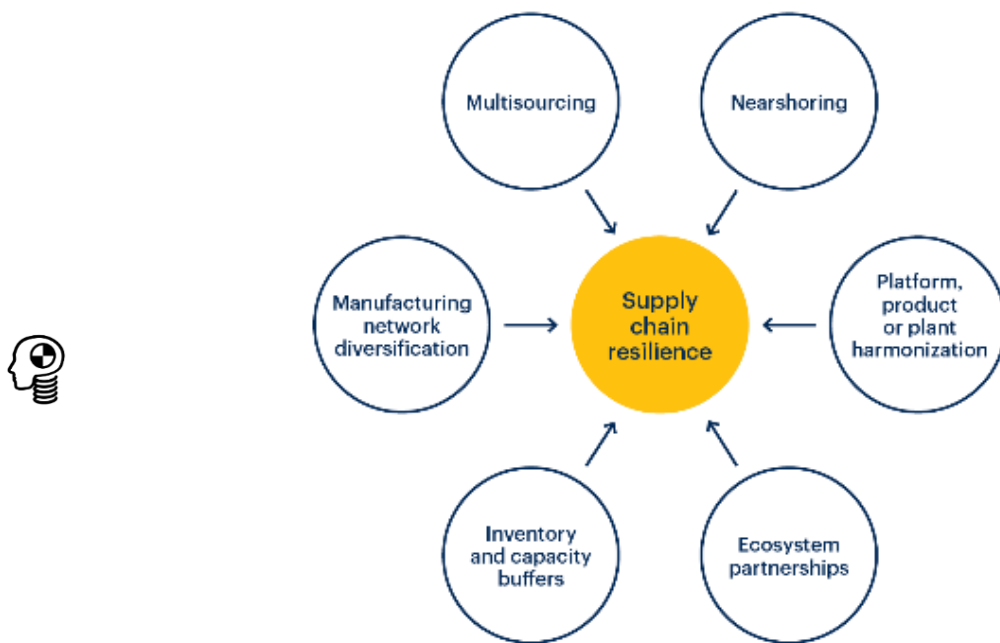 Multisourcing
Nearshoring
Manufacturing
network
diversification
Supply
chain
resilience
Platform,
product
or plant
harmonization
Inventory
and capacity
buffers
Ecosystem
partnerships